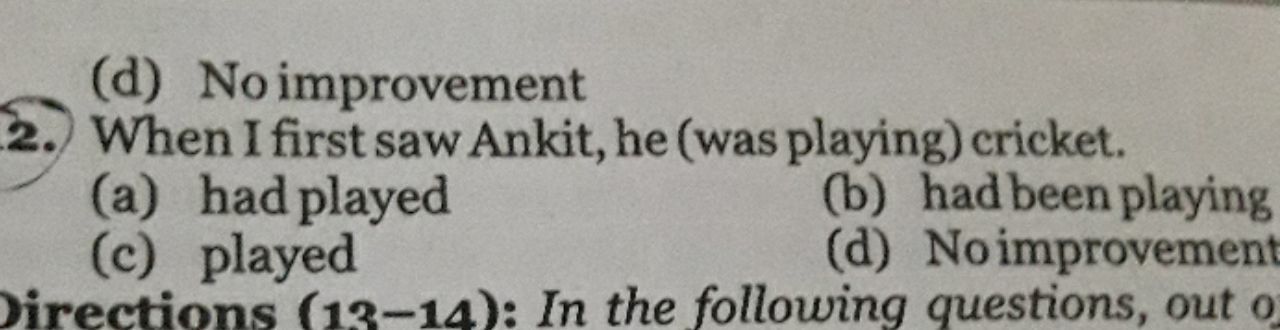 (d) No improvement
2. When I first saw Ankit, he (was playing) cricket.
(a) had played (b) had been playing
(c) played (d) No improvement
Directions (13–14): In the following questions, out o